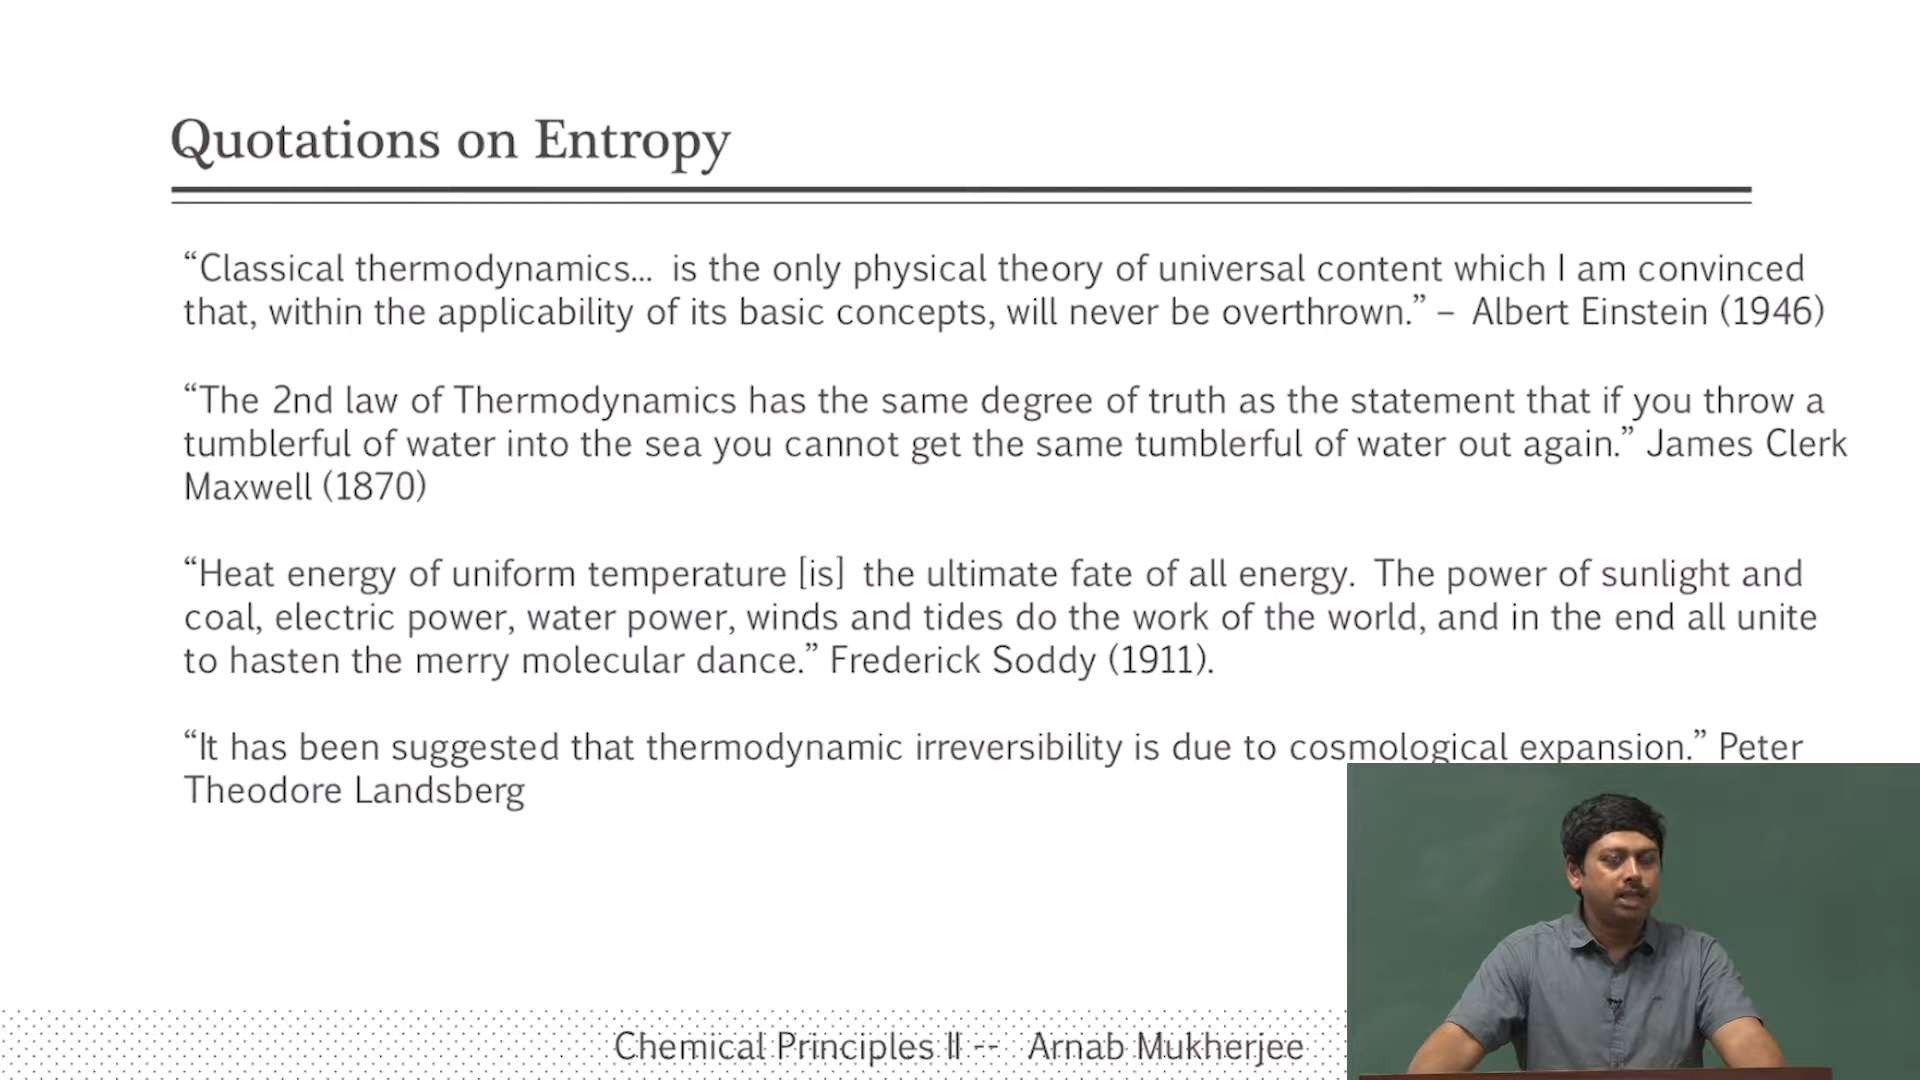 Quotations on Entropy
“Classical thermodynamics... is the only physical theory of universal content which I am convinced
that, within the applicability of its basic concepts, will never be overthrown.” – Albert Einstein (1946)
“The 2nd law of Thermodynamics has the same degree of truth as the statement that if you throw a
tumblerful of water into the sea you cannot get the same tumblerful of water out again.” James Clerk
Maxwell (1870)
“Heat energy of uniform temperature [is] the ultimate fate of all energy. The power of sunlight and
coal, electric power, water power, winds and tides do the work of the world, and in the end all unite
to hasten the merry molecular dance.” Frederick Soddy (1911).
“It has been suggested that thermodynamic irreversibility is due to cosmological expansion.” Peter
Theodore Landsberg
Chemical Principles II -- Arnab Mukherjee